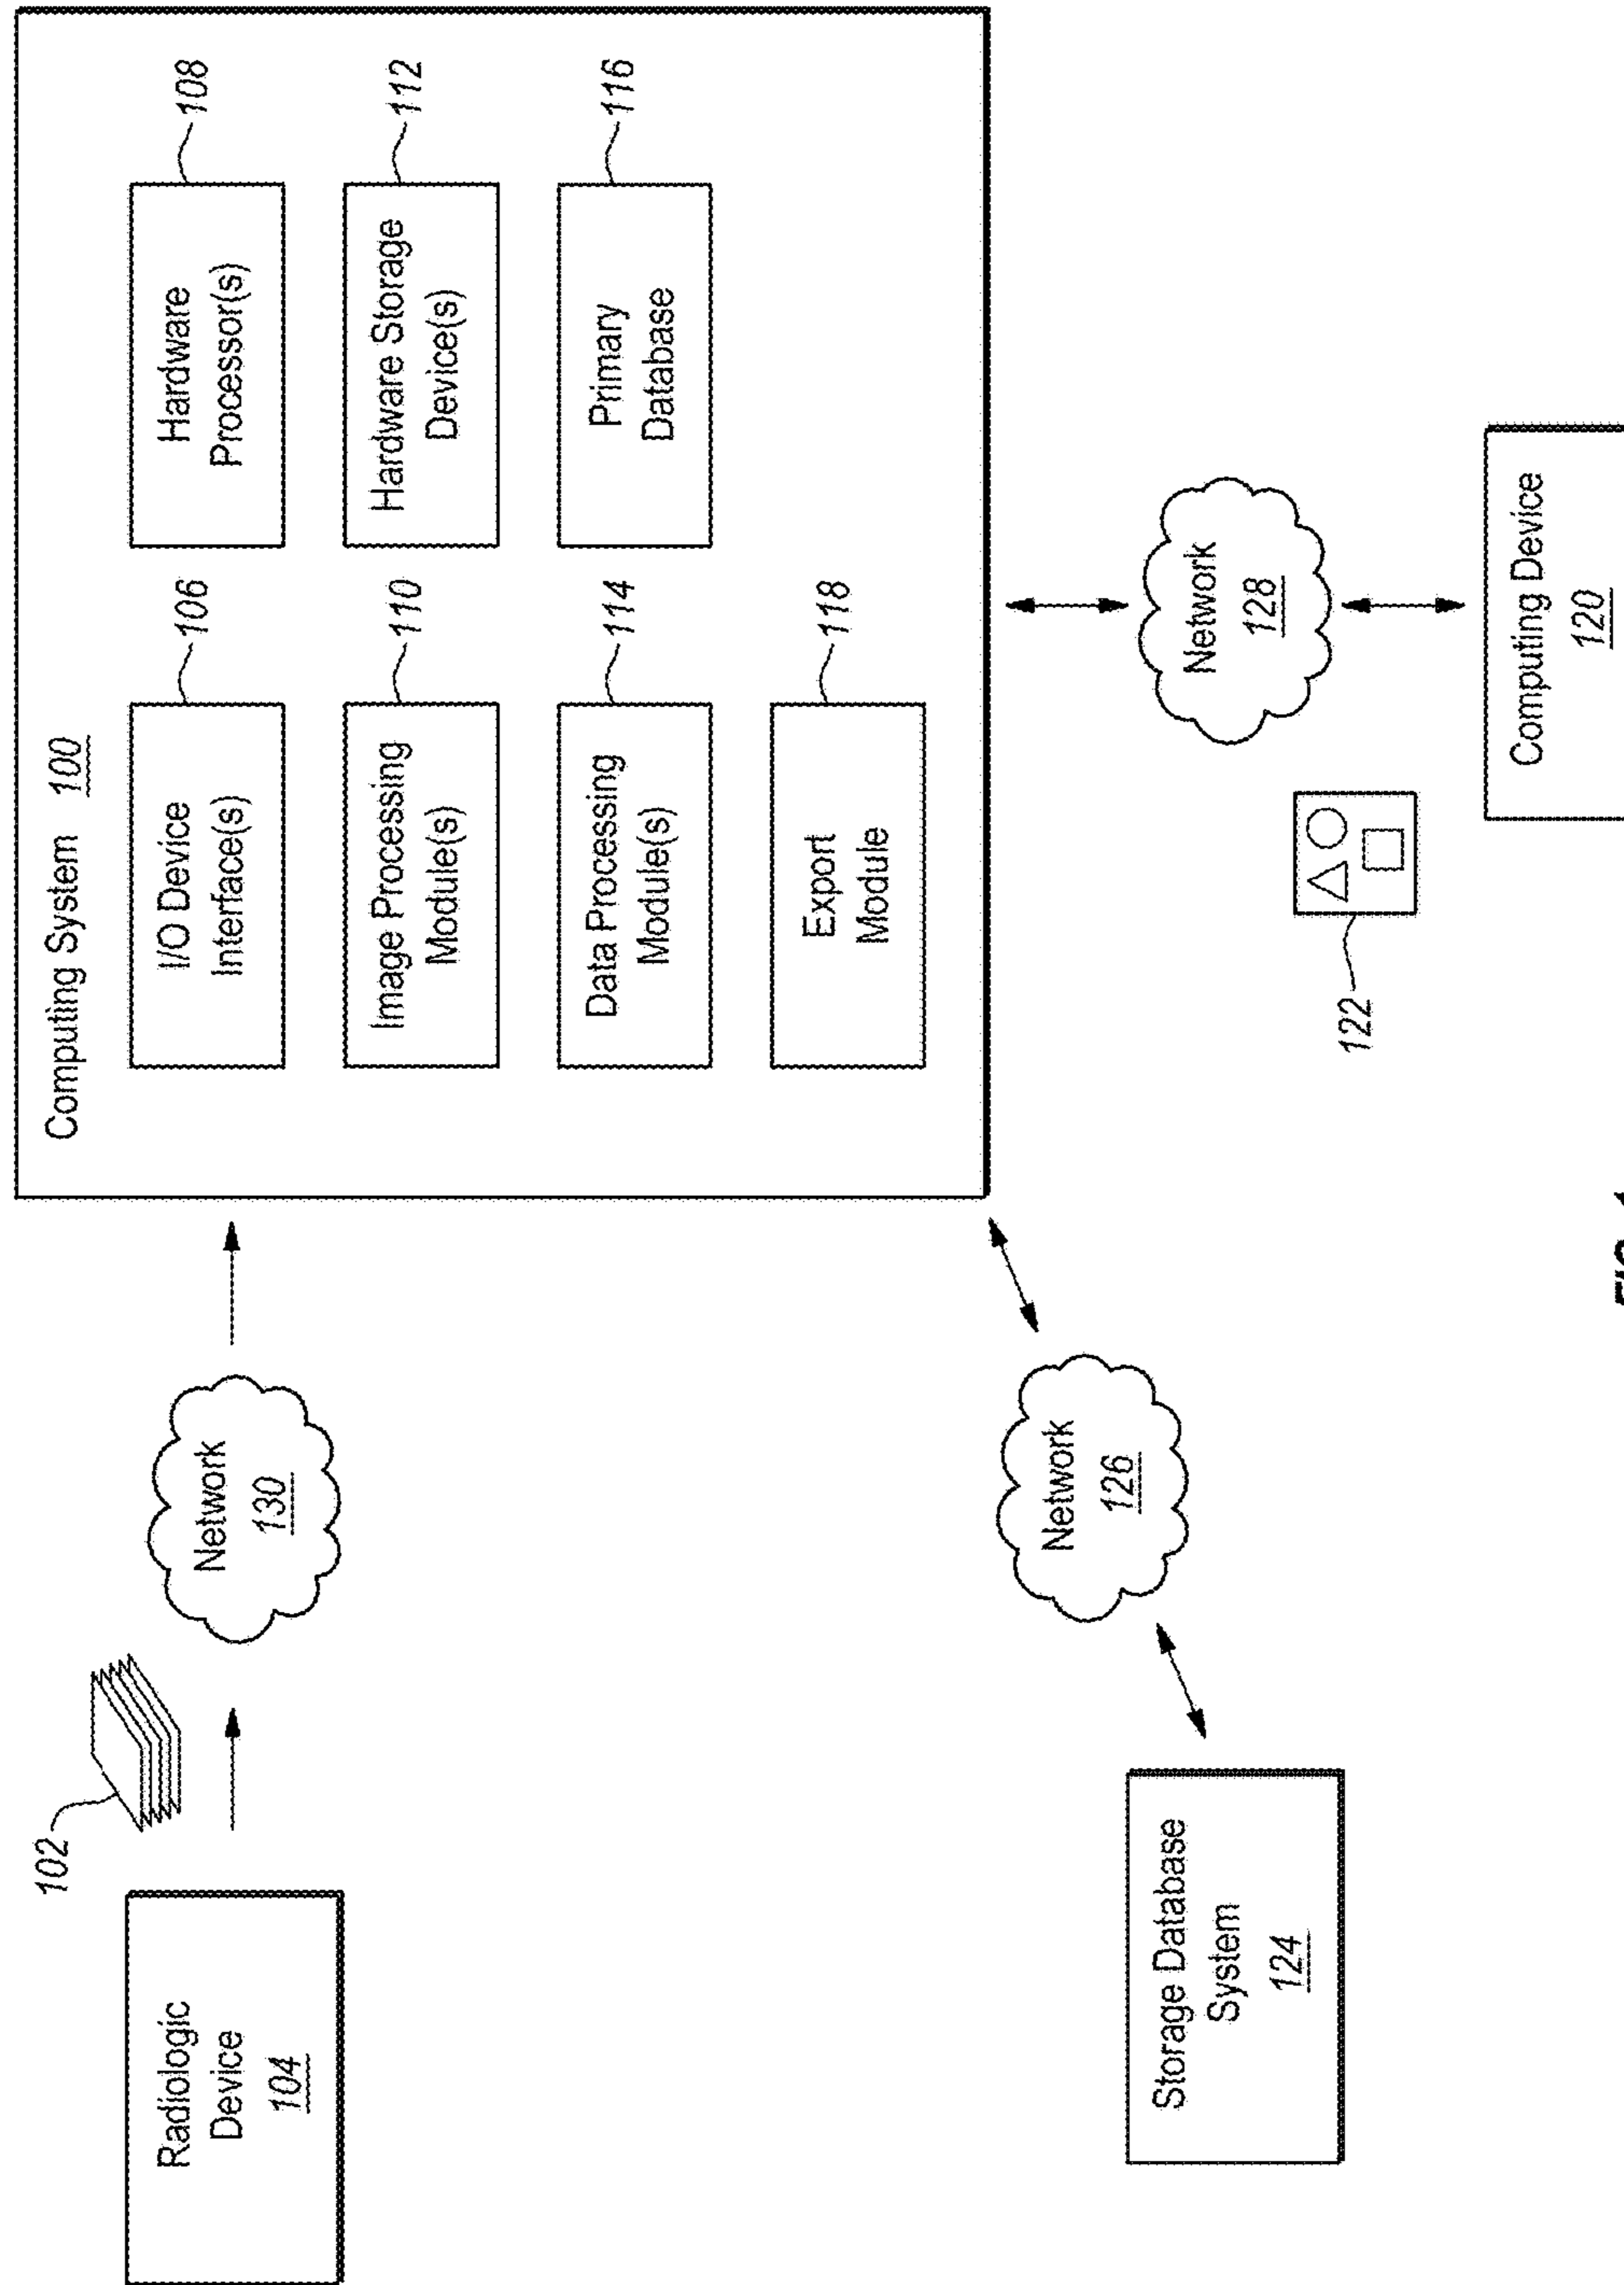 102
Radiologic
Device
104
Network
130
Computing System 100
I/O Device
Interface(s)
106
Hardware
Processor(s)
108
Image Processing
Module(s)
110
Hardware Storage
Device(s)
112
Data Processing
Module(s)
114
Primary
Database
116
Export
Module
118
Storage Database
System
124
Network
126
Network
128
122
Computing Device
120
FIG. 1